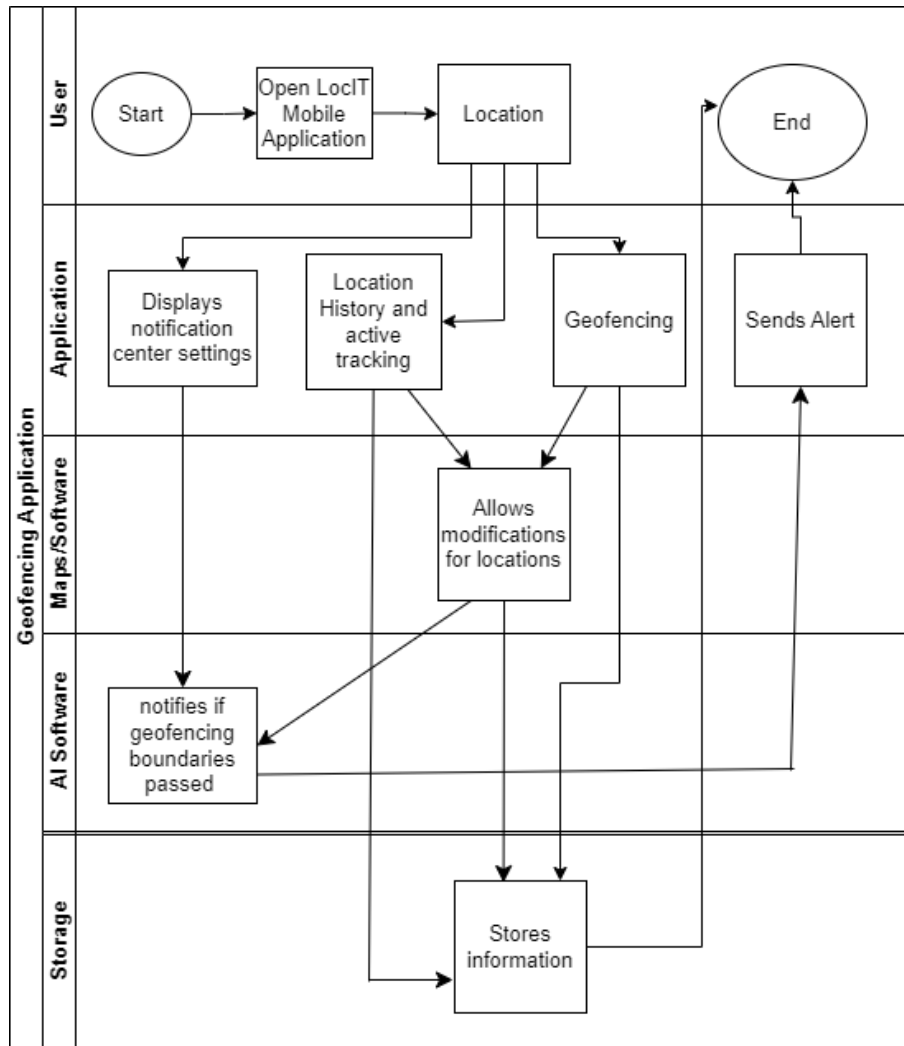 Geofencing Application
User
Start
Open LocIT
Mobile
Application
Location
End
Application
Displays
notification
center settings
Location
History and
active
tracking
Geofencing
Sends Alert
Maps/Software
Allows
modifications
for locations
AI Software
notifies if
geofencing
boundaries
passed
Storage
Stores
information